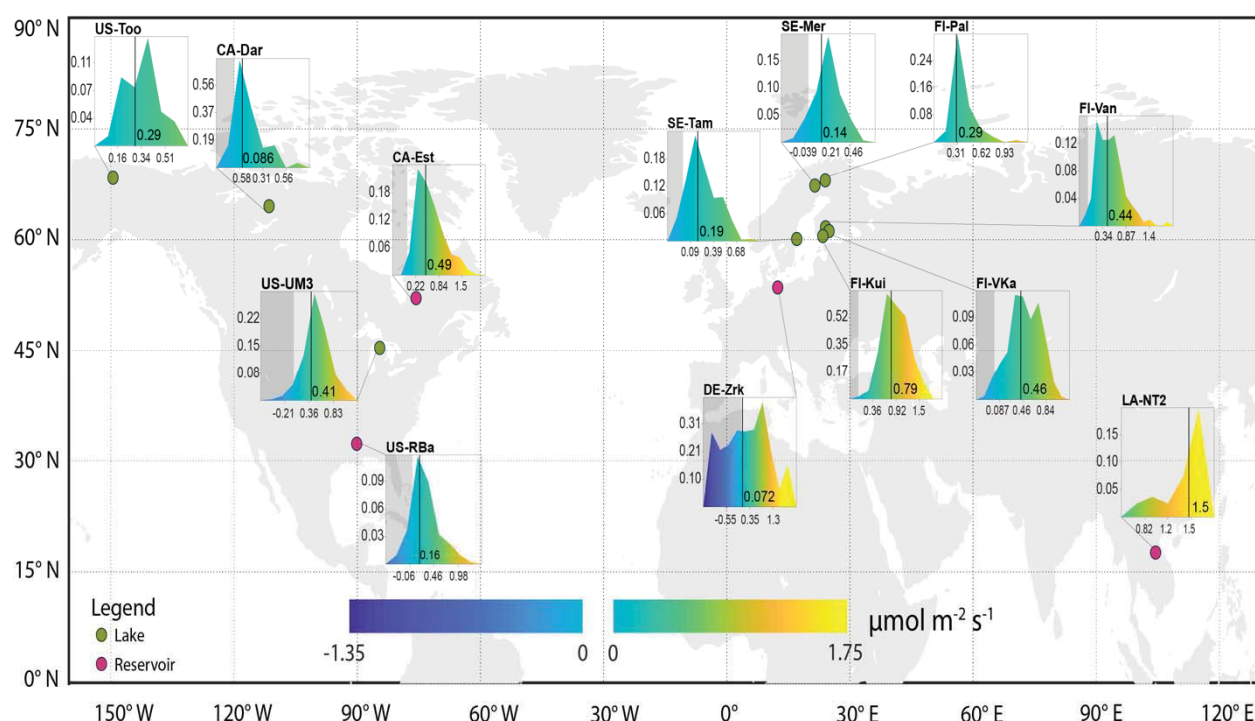 90° N
75° N
60° N
45° N
30° N
15° N
0° N
US-Too
0.11
0.07
0.04
0.29
0.16 0.34 0.51
CA-Dar
0.56
0.37
0.19
0.086
0.58 0.31 0.56
CA-Est
0.18
0.12
0.06
0.49
0.22 0.84 1.5
US-UM3
0.22
0.15
0.08
0.41
-0.21 0.36 0.83
US-RBa
0.09
0.06
0.03
0.16
-0.06 0.46 0.98
SE-Mer
0.15
0.10
0.05
0.14
-0.039 0.21 0.46
FI-Pal
0.25
0.17
0.08
0.29
0.31 0.62 0.93
SE-Tam
0.18
0.12
0.06
0.19
0.09 0.39 0.68
FI-Van
0.12
0.07
0.04
0.44
0.34 0.87 1.4
FI-Kui
0.52
0.35
0.17
0.79
0.36 0.92 1.5
FI-VKa
0.09
0.06
0.03
0.46
0.087 0.46 0.84
DE-Zrk
0.31
0.21
0.10
0.072
-0.55 0.35 1.3
LA-NT2
0.15
0.10
0.05
1.5
0.82 1.2 1.5
Legend
Lake
Reservoir
-1.35 0 0 1.75
μmol m⁻² s⁻¹
150° W 120° W 90° W 60° W 30° W 0° 30° E 60° E 90° E 120° E